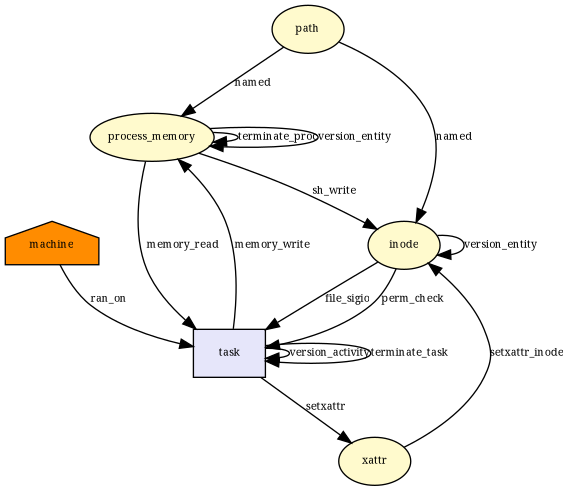 path
named
process_memory
terminate_proc
version_entity
named
sh_write
machine
memory_read
memory_write
inode
version_entity
ran_on
file_sigio
perm_check
task
version_activity
terminate_task
setxattr_inode
setxattr
xattr